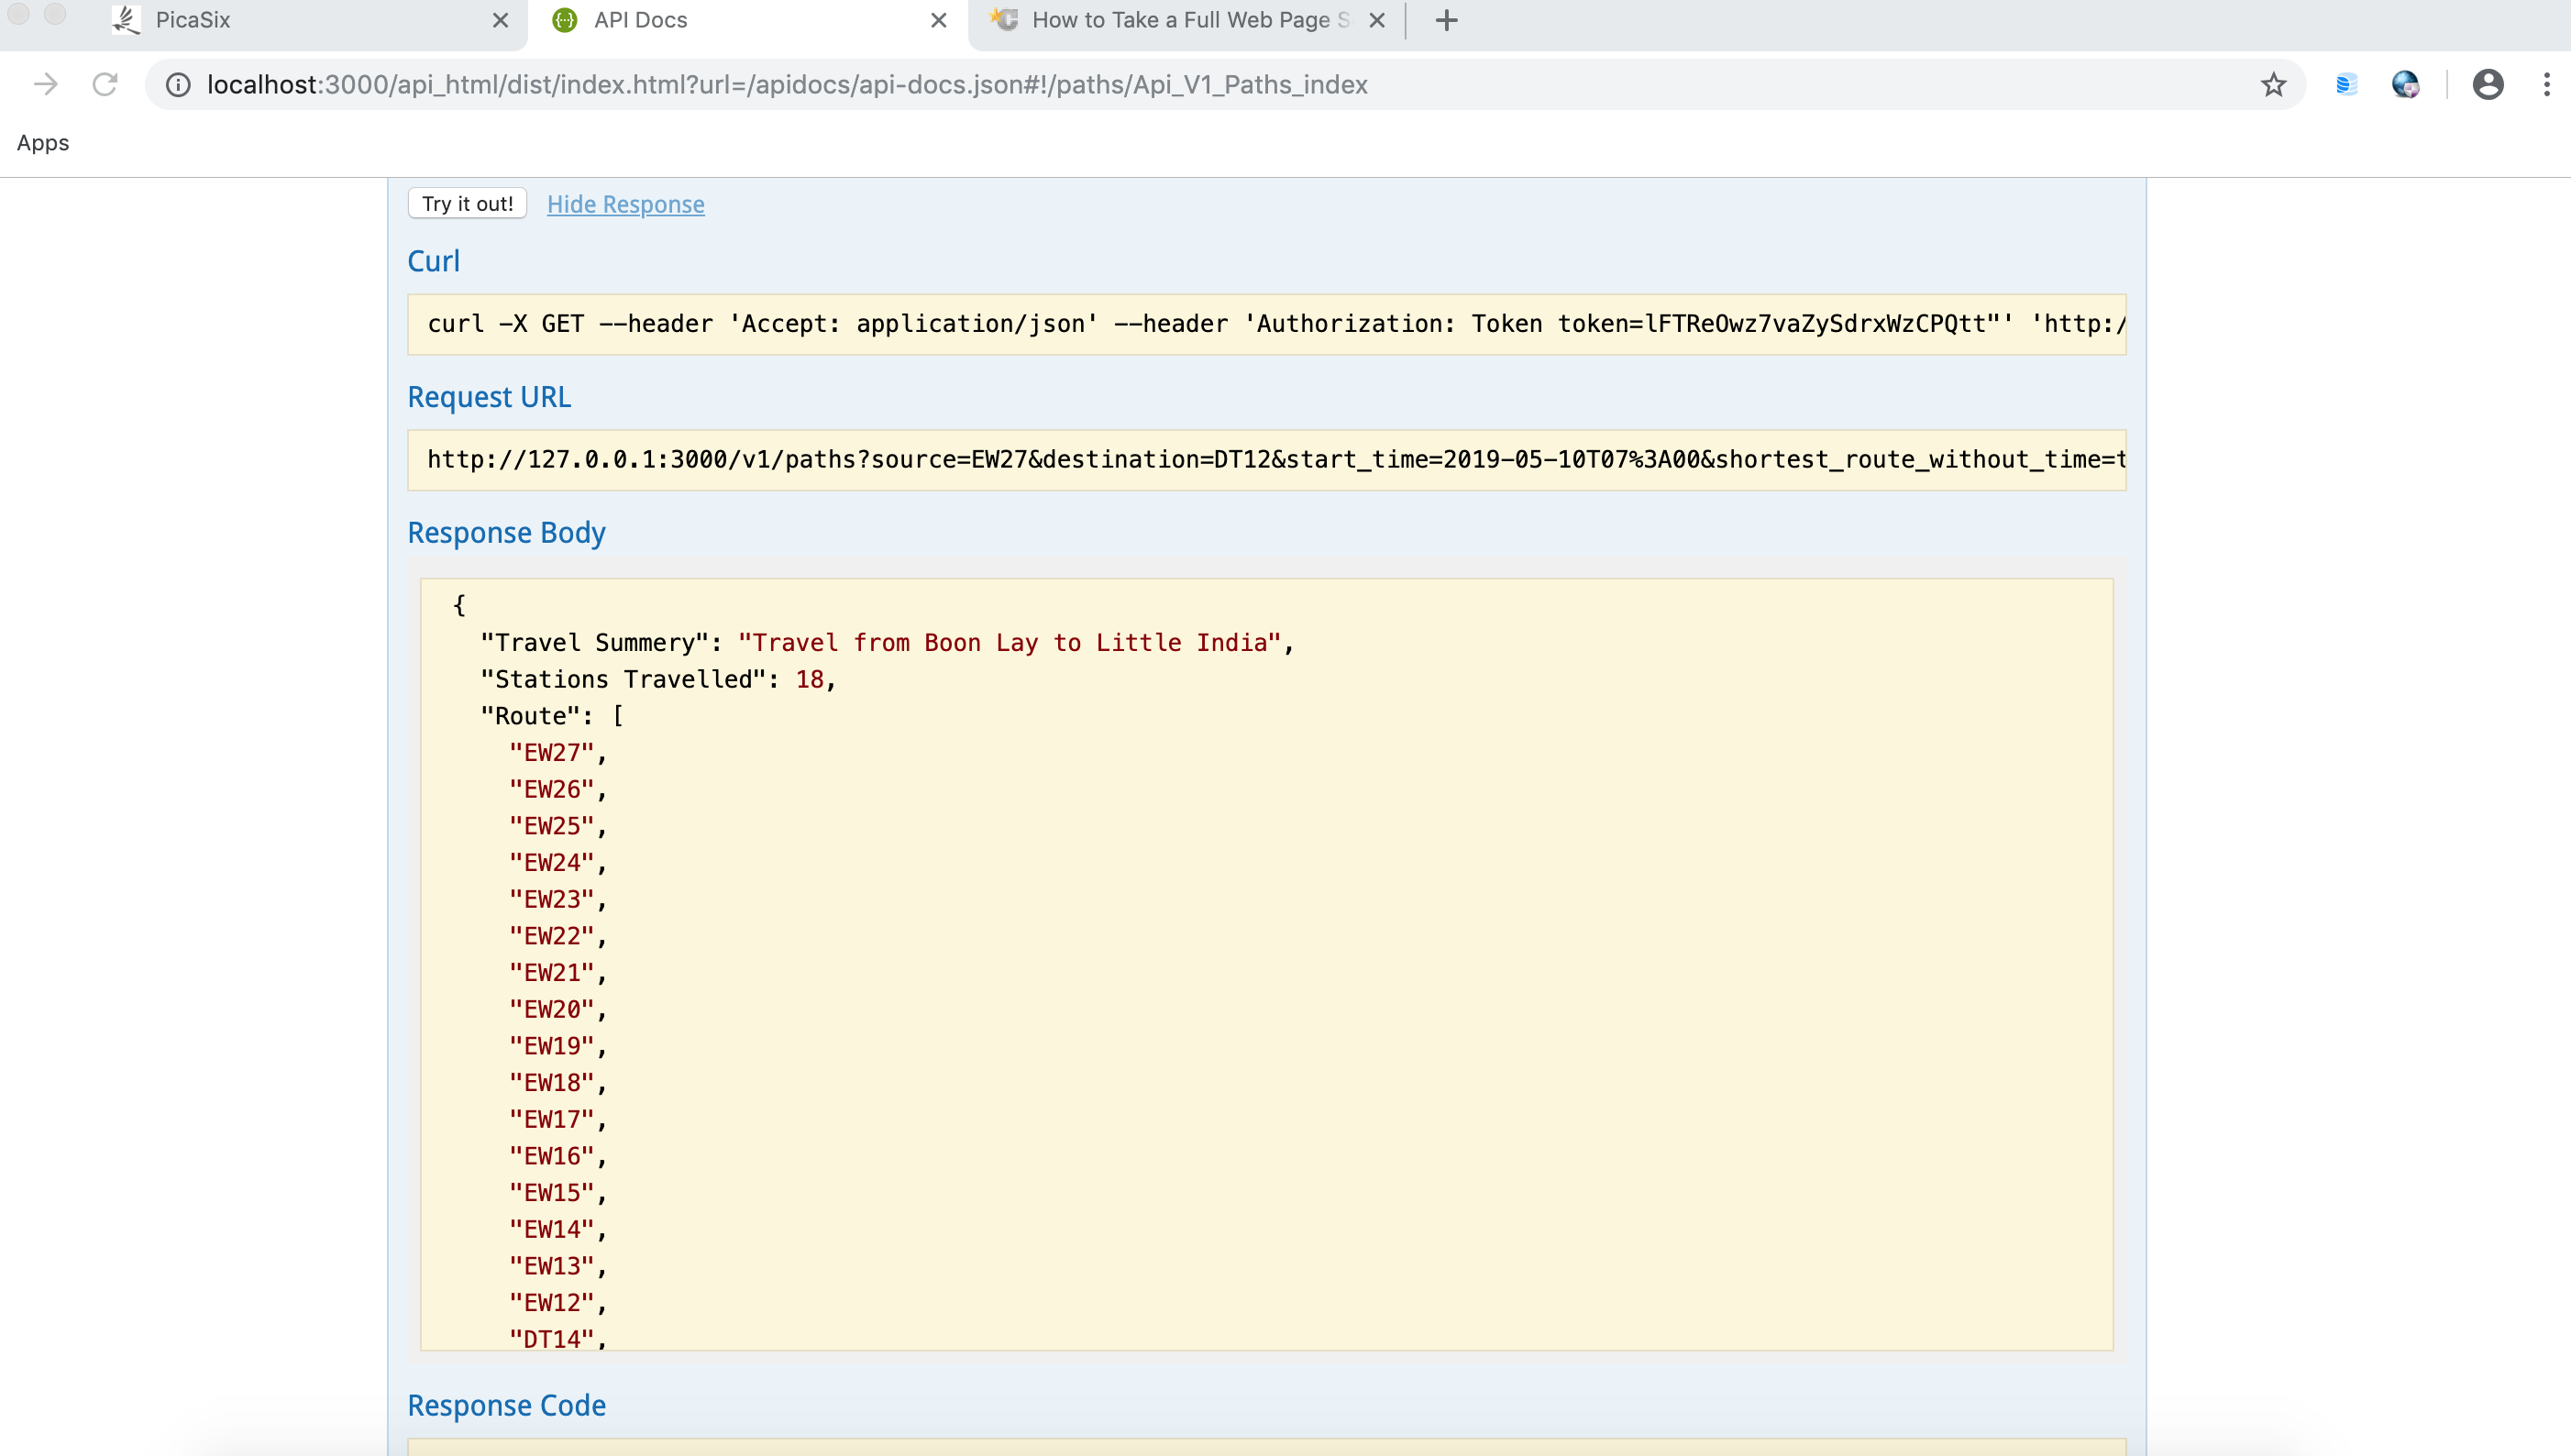 PicaSix
API Docs
How to Take a Full Web Page S
localhost:3000/api_html/dist/index.html?url=/apidocs/api-docs.json#!/paths/Api_V1_Paths_index
Apps
Try it out! Hide Response
Curl
curl -X GET --header 'Accept: application/json' --header 'Authorization: Token token=lFTReOwz7vaZySdrxWzCPQtt"' 'http:/
Request URL
http://127.0.0.1:3000/v1/paths?source=EW27&destination=DT12&start_time=2019-05-10T07%3A00&shortest_route_without_time=t
Response Body
{
"Travel Summery": "Travel from Boon Lay to Little India",
"Stations Travelled": 18,
"Route": [
"EW27",
"EW26",
"EW25",
"EW24",
"EW23",
"EW22",
"EW21",
"EW20",
"EW19",
"EW18",
"EW17",
"EW16",
"EW15",
"EW14",
"EW13",
"EW12",
"DT14",
Response Code